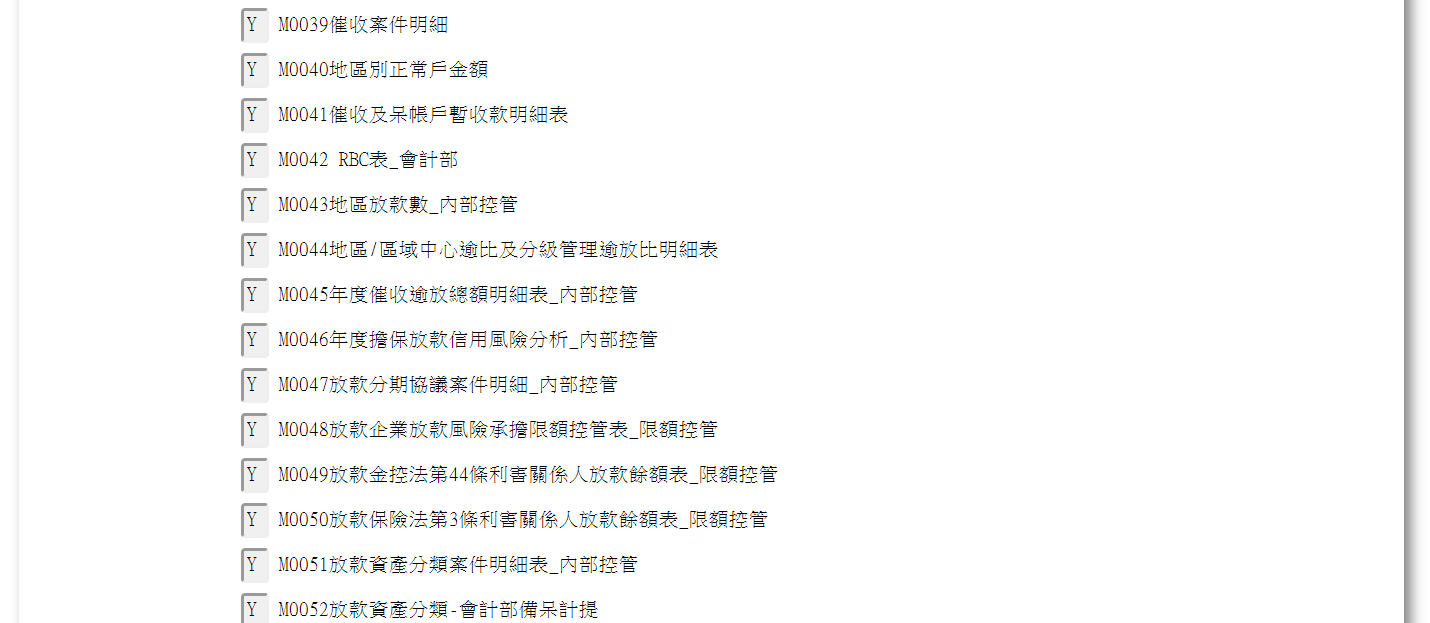 Y M0039催收案件明細
Y M0040地區別正常戶金額
Y M0041催收及呆帳戶暫收款明細表
Y M0042 RBC表_會計部
Y M0043地區放款數_內部控管
Y M0044地區/區域中心逾比及分級管理逾放比明細表
Y M0045年度催收逾放總額明細表_內部控管
Y M0046年度擔保放款信用風險分析_內部控管
Y M0047放款分期協議案件明細_內部控管
Y M0048放款企業放款風險承擔限額控管表_限額控管
Y M0049放款金控法第44條利害關係人放款餘額表_限額控管
Y M0050放款保險法第3條利害關係人放款餘額表_限額控管
Y M0051放款資產分類案件明細表_內部控管
Y M0052放款資產分類-會計部備呆計提